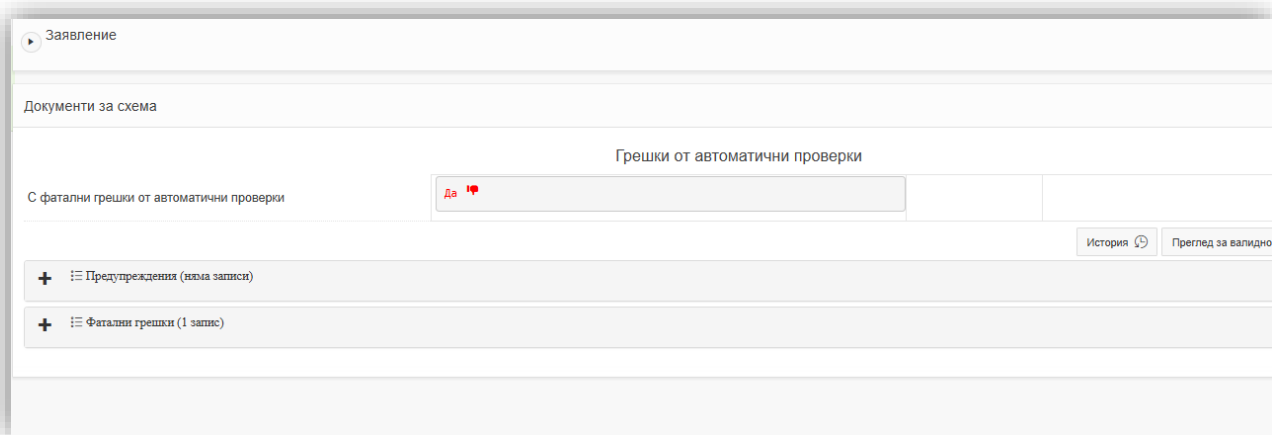 Заявление
Документи за схема
Грешки от автоматични проверки
С фатални грешки от автоматични проверки
Да
История
Преглед за валидно
Предупреждения (няма записи)
Фатални грешки (1 запис)